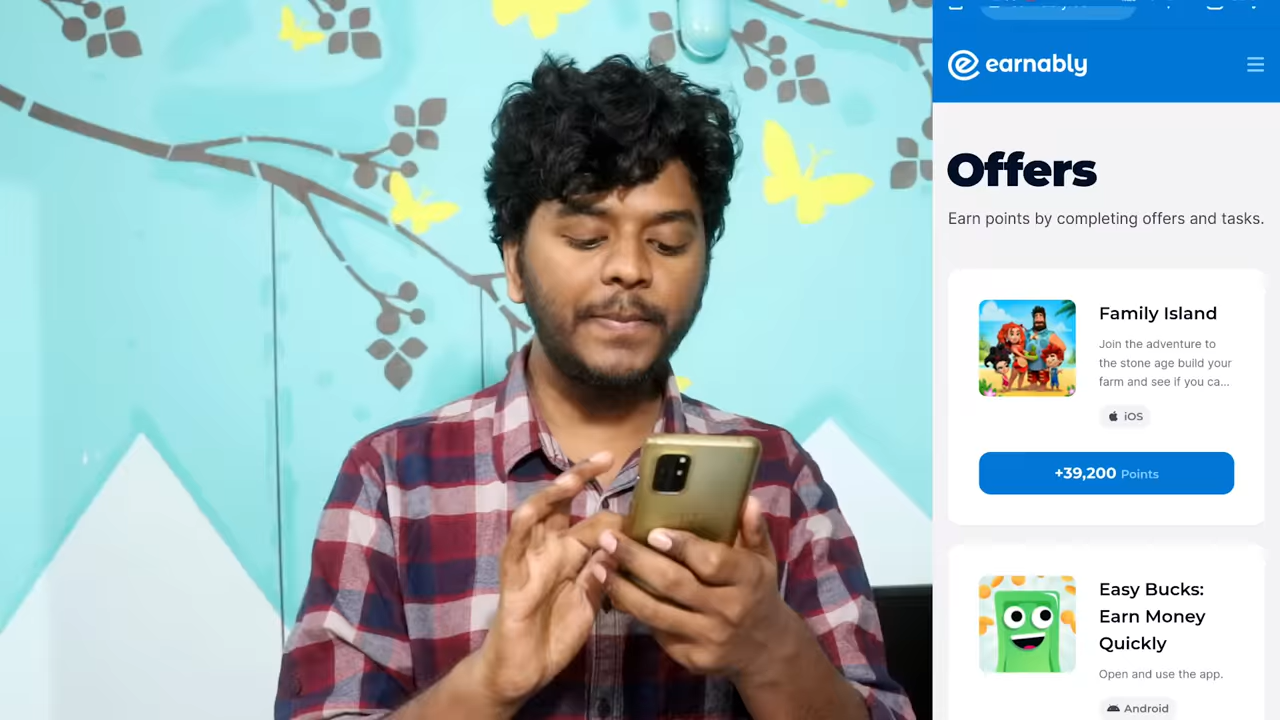 earnably
Offers
Earn points by completing offers and tasks.
Family Island
Join the adventure to
the stone age build your
farm and see if you ca...
iOS
+39,200 Points
Easy Bucks:
Earn Money
Quickly
Open and use the app.
Android